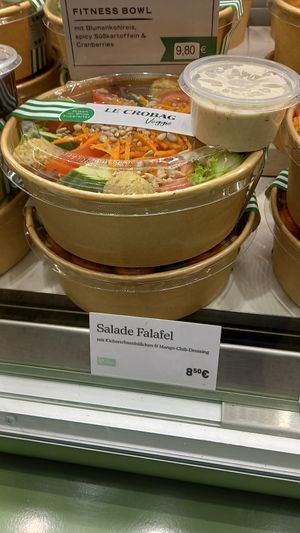 FITNESS BOWL
mit Blumenkohlreis,
spicy Süßkartoffeln &
Cranberries
9,80 €
LE CROBAG
Veggie
Salade Falafel
mit Kichererbsenbällchen & Mango-Chili-Dressing
8 50 €